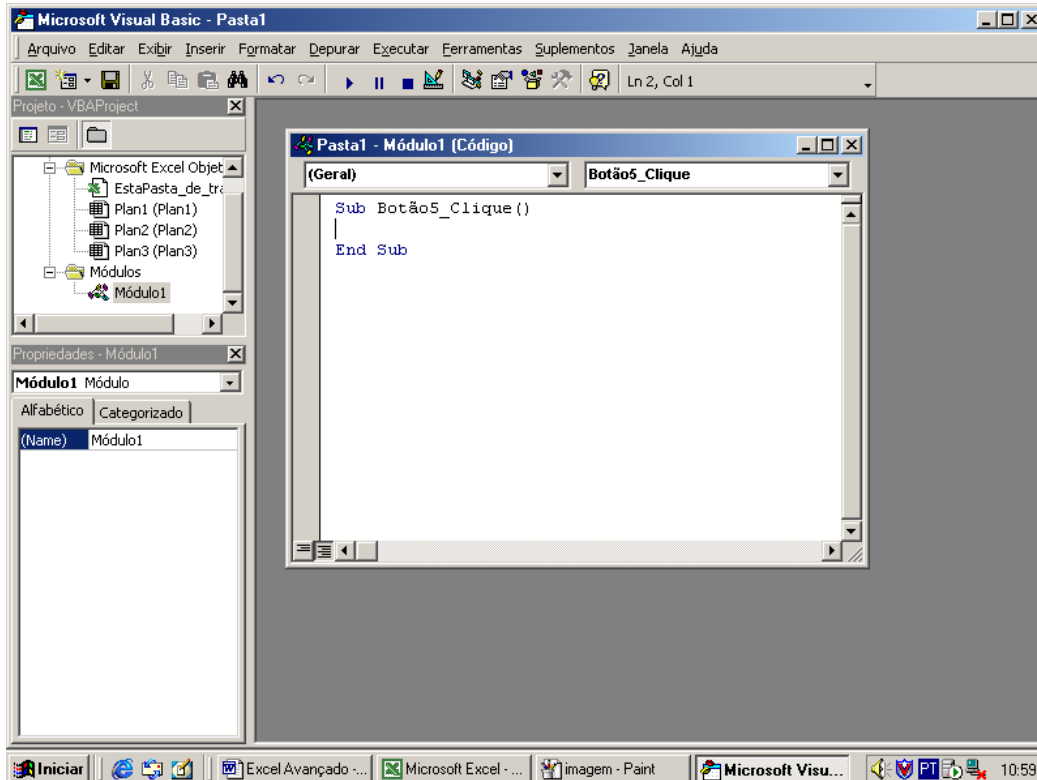 Microsoft Visual Basic - Pasta1
Arquivo Editar Exibir Inserir Formatar Depurar Executar Ferramentas Suplementos Janela Ajuda
Ln 2, Col 1
Projeto - VBAProject
Microsoft Excel Objet
EstaPasta_de_tra
Plan1 (Plan1)
Plan2 (Plan2)
Plan3 (Plan3)
Módulos
Módulo1
Propriedades - Módulo1
Módulo1 Módulo
Alfabético Categorizado
(Name) Módulo1
Pasta1 - Módulo1 (Código)
(Geral) Botão5_Clique
Sub Botão5_Clique()
End Sub
Iniciar Excel Avançado -... Microsoft Excel - ... imagem - Paint Microsoft Visu... PT 10:59